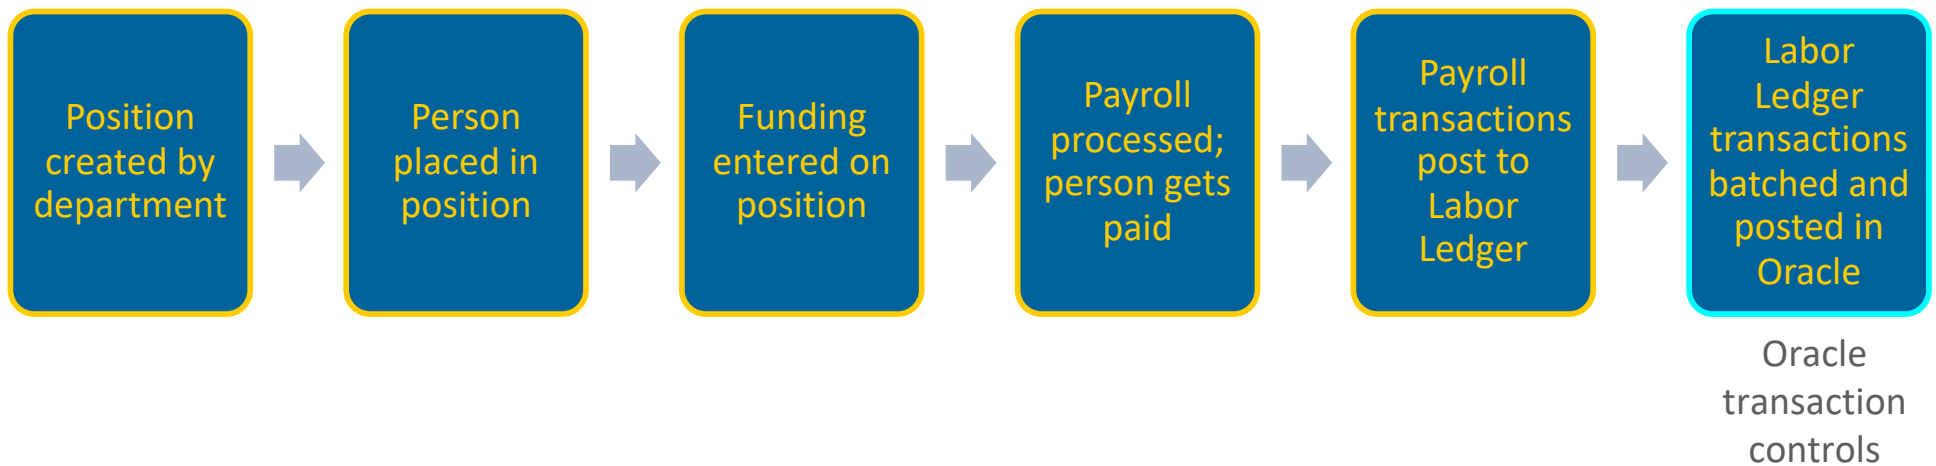 Position
created by
department
Person
placed in
position
Funding
entered on
position
Payroll
processed;
person gets
paid
Payroll
transactions
post to
Labor
Ledger
Labor
Ledger
transactions
batched and
posted in
Oracle
Oracle
transaction
controls